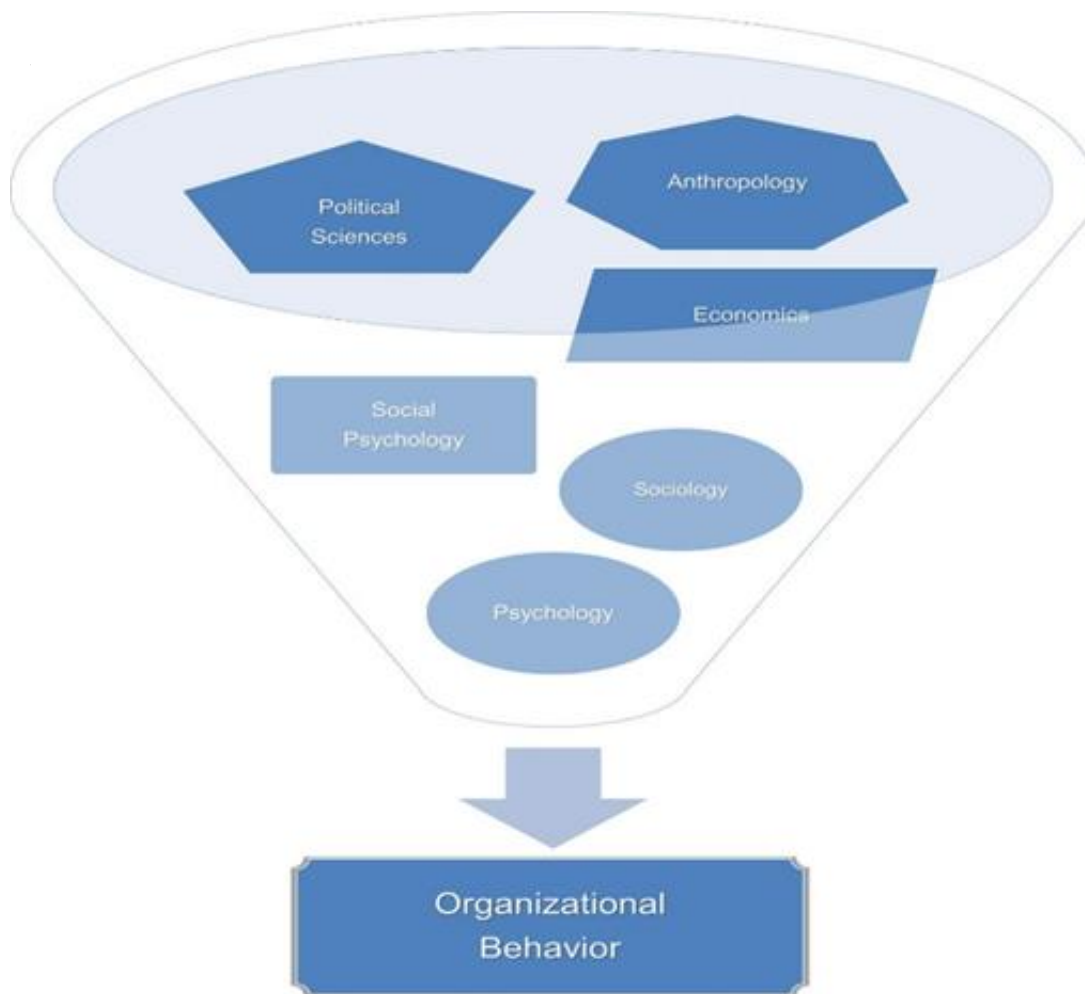 Political
Sciences
Anthropology
Economics
Social
Psychology
Sociology
Psychology
Organizational
Behavior